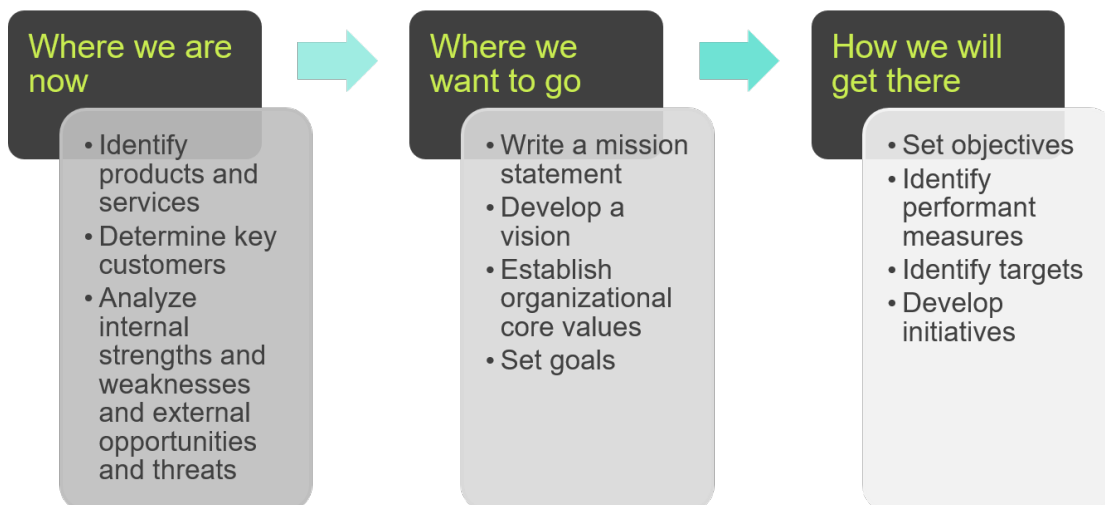 Where we are
now
• Identify
products and
services
• Determine key
customers
• Analyze
internal
strengths and
weaknesses
and external
opportunities
and threats
Where we
want to go
• Write a mission
statement
• Develop a
vision
• Establish
organizational
core values
• Set goals
How we will
get there
• Set objectives
• Identify
performant
measures
• Identify targets
• Develop
initiatives